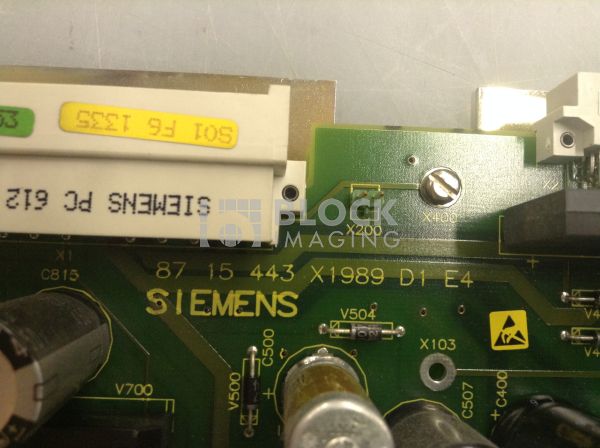 S01 F6 1335
SIEMENS PC 612
BLOCK
IMAGING
X200
X400
X1
C815
87 15 443 X1989 D1 E4
SIEMENS
V504
C500
V500
X103
V700
C507
C400